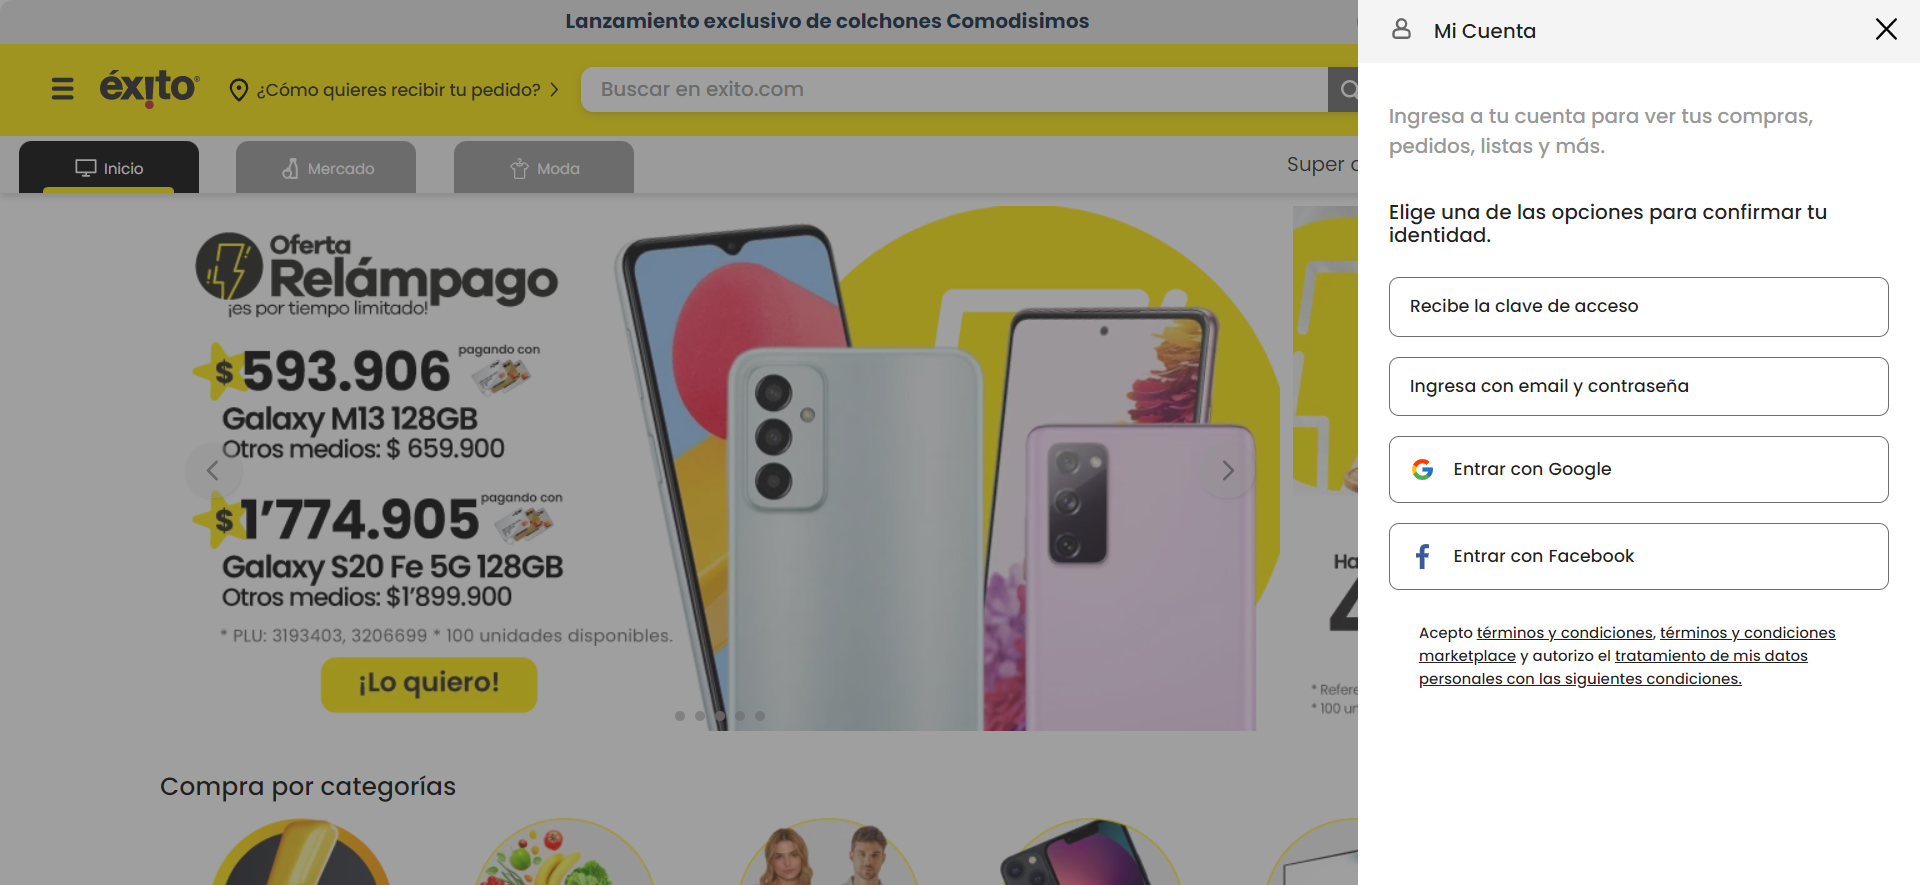 Lanzamiento exclusivo de colchones Comodisimos
éxito
¿Cómo quieres recibir tu pedido?
Buscar en exito.com
Inicio
Mercado
Moda
Super
Oferta
Relámpago
¡es por tiempo limitado!
$593.906 pagando con
Galaxy M13 128GB
Otros medios: $ 659.900
$1'774.905 pagando con
Galaxy S20 Fe 5G 128GB
Otros medios: $1'899.900
* PLU: 3193403, 3206699 * 100 unidades disponibles.
¡Lo quiero!
Compra por categorías
Mi Cuenta
Ingresa a tu cuenta para ver tus compras,
pedidos, listas y más.
Elige una de las opciones para confirmar tu
identidad.
Recibe la clave de acceso
Ingresa con email y contraseña
Entrar con Google
Entrar con Facebook
Acepto términos y condiciones, términos y condiciones
marketplace y autorizo el tratamiento de mis datos
personales con las siguientes condiciones.